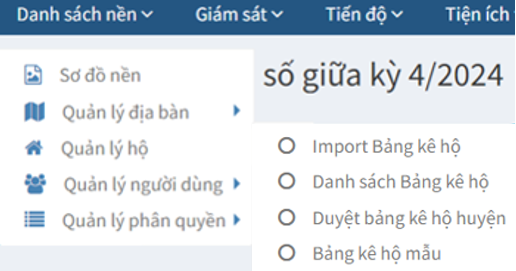 Danh sách nền Giám sát Tiến độ Tiện ích
Sơ đồ nền
Quản lý địa bàn
Quản lý hộ
Quản lý người dùng
Quản lý phân quyền
số giữa kỳ 4/2024
Import Bảng kê hộ
Danh sách Bảng kê hộ
Duyệt bảng kê hộ huyện
Bảng kê hộ mẫu